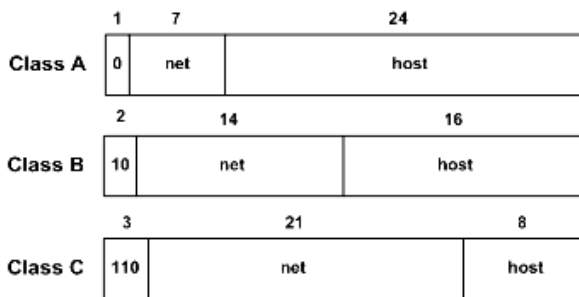 1 7 24
Class A 0 net host
2 14 16
Class B 10 net host
3 21 8
Class C 110 net host